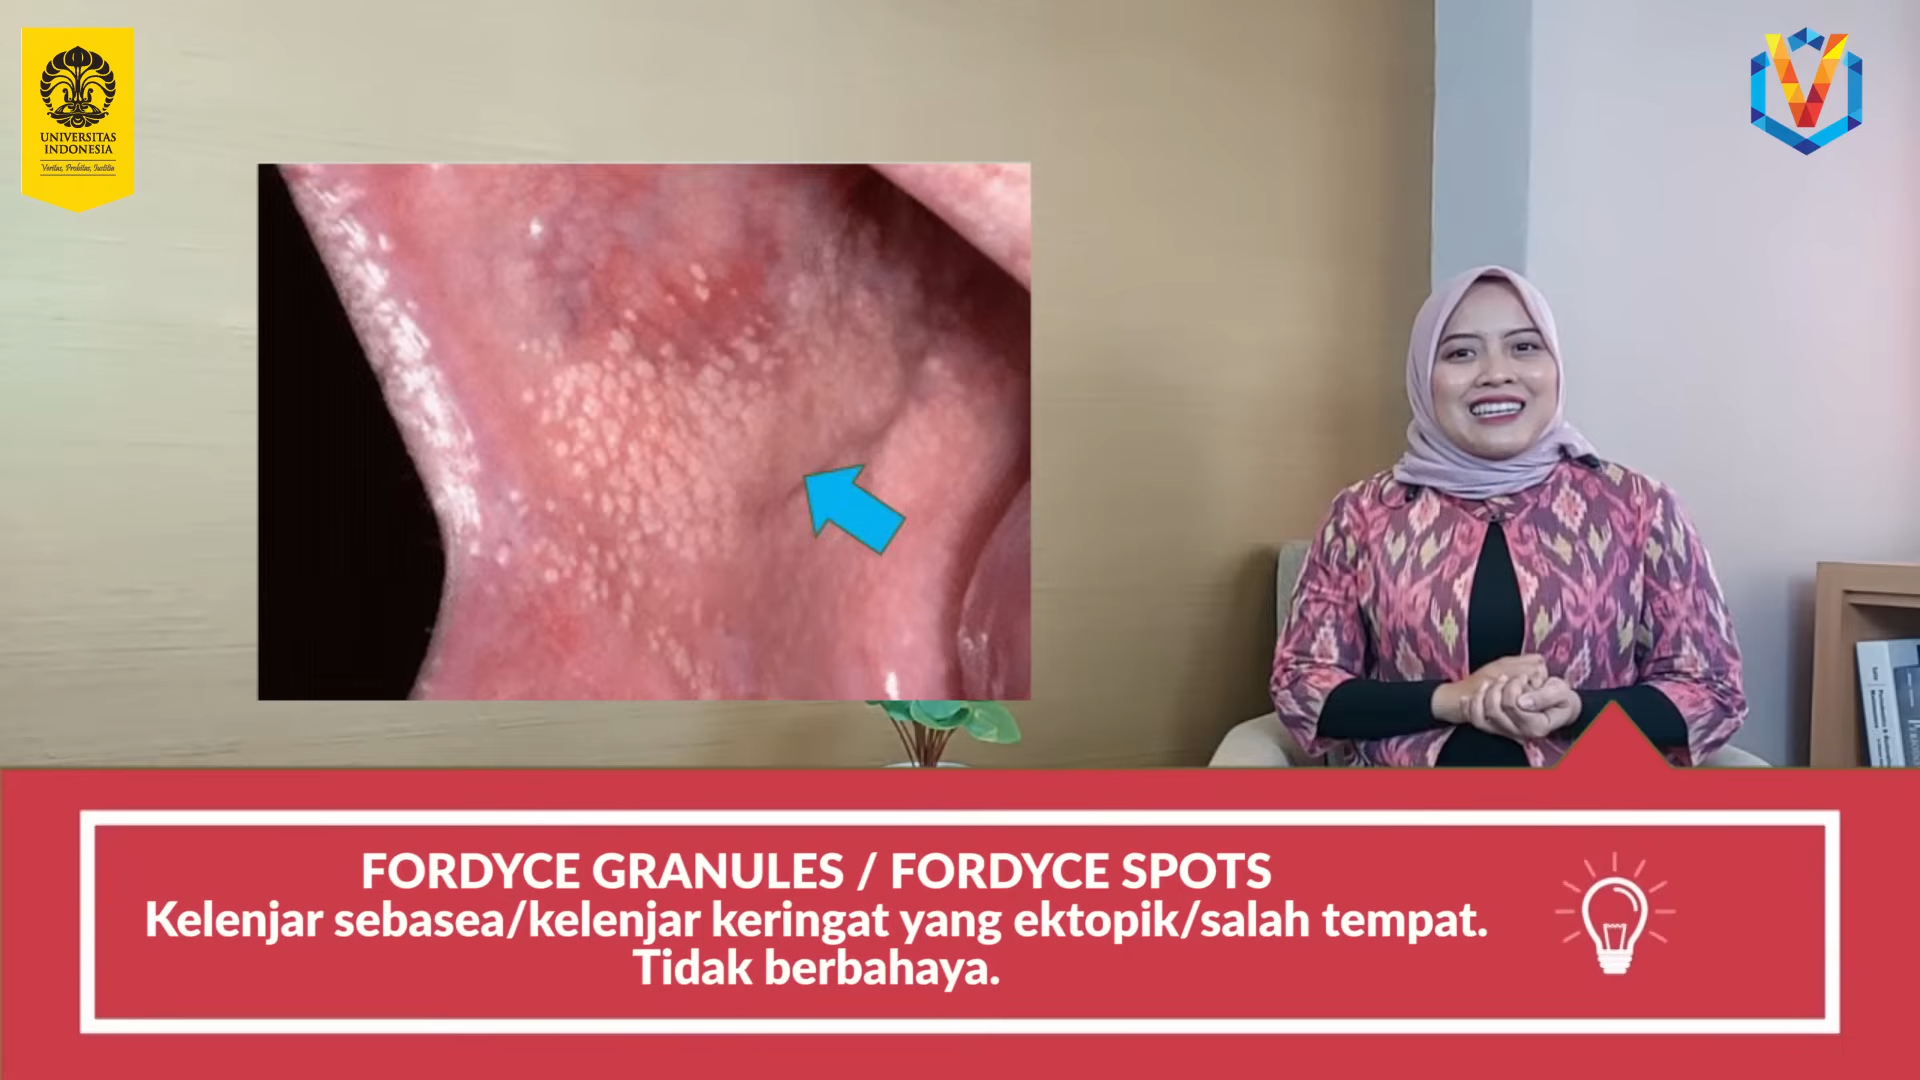 UNIVERSITAS
INDONESIA
Veritas, Probitas, Iustitia
FORDYCE GRANULES / FORDYCE SPOTS
Kelenjar sebasea/kelenjar keringat yang ektopik/salah tempat.
Tidak berbahaya.